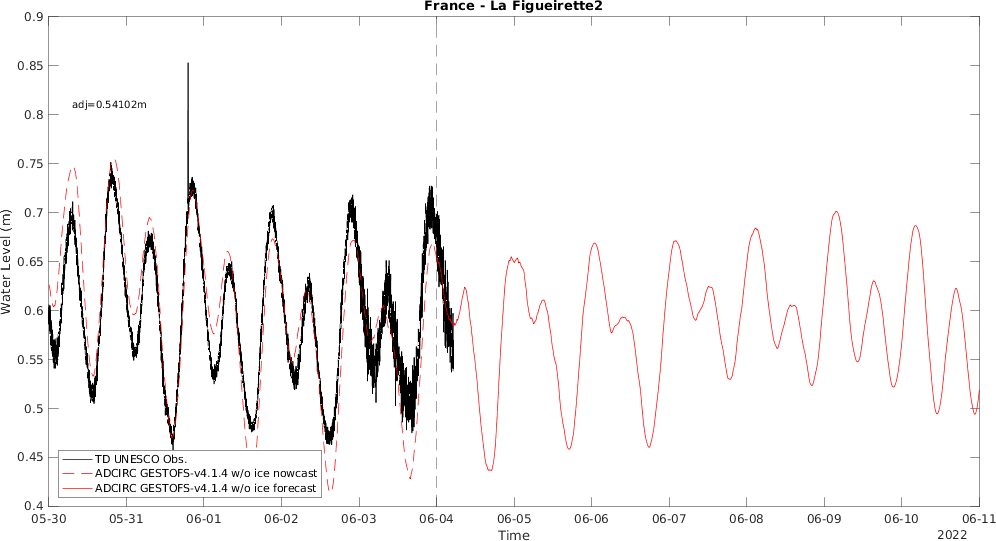 France - La Figueirette2
0.9
0.85
0.8
0.75
0.7
0.65
0.6
0.55
0.5
0.45
0.4
Water Level (m)
adj=0.54102m
TD UNESCO Obs.
ADCIRC GESTOFS-v4.1.4 w/o ice nowcast
ADCIRC GESTOFS-v4.1.4 w/o ice forecast
05-30 05-31 06-01 06-02 06-03 06-04 06-05 06-06 06-07 06-08 06-09 06-10 06-11
Time
2022